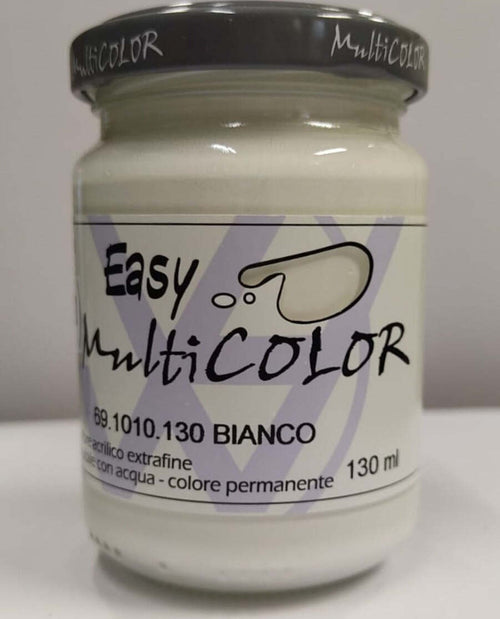 MultiCOLOR MultiCOLOR
Easy
MultiCOLOR
69.1010.130 BIANCO
acrilico extrafine
con acqua - colore permanente 130 ml